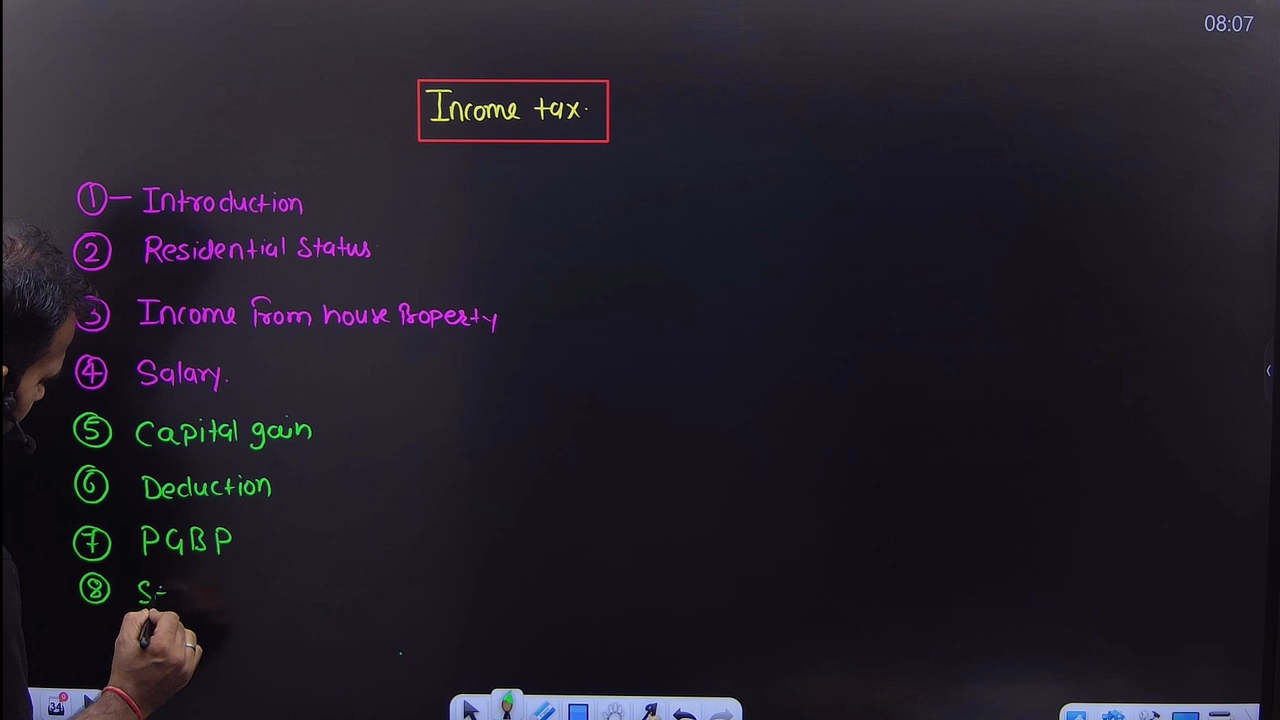 08:07
Income tax.
① - Introduction
② Residential Status
③ Income from house Property
④ Salary.
⑤ Capital gain
⑥ Deduction
⑦ PGBP
⑧
34